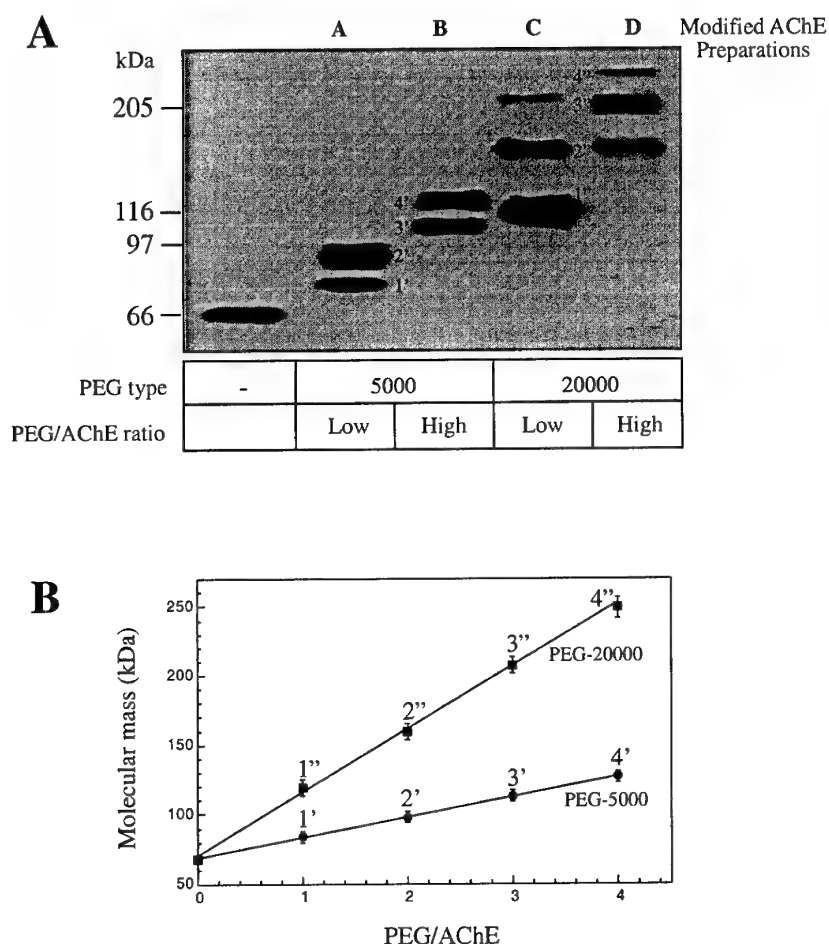 A
A B C D Modified AChE
Preparations
kDa
205
116
97
66
4"
3"
2"
1"
4'
3'
2'
1'
PEG type - 5000 20000
PEG/AChE ratio Low High Low High
B
Molecular mass (kDa)
250
200
150
100
50
4”
3”
PEG-20000
2”
1”
4’
3’
PEG-5000
2’
1’
0 1 2 3 4
PEG/AChE